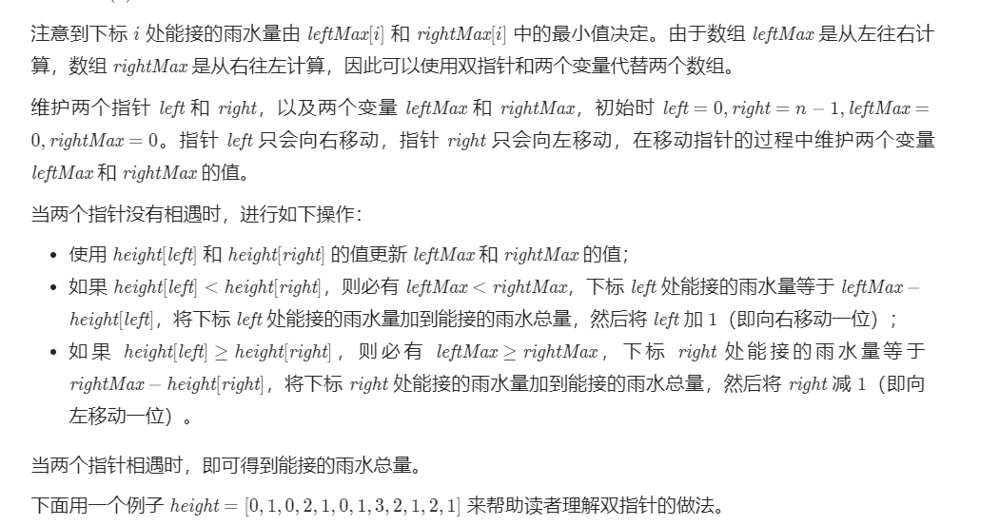 注意到下标 i 处能接的雨水量由 leftMax[i] 和 rightMax[i] 中的最小值决定。由于数组 leftMax 是从左往右计
算，数组 rightMax 是从右往左计算，因此可以使用双指针和两个变量代替两个数组。
维护两个指针 left 和 right，以及两个变量 leftMax 和 rightMax，初始时 left = 0, right = n − 1, leftMax =
0, rightMax = 0。指针 left 只会向右移动，指针 right 只会向左移动，在移动指针的过程中维护两个变量
leftMax 和 rightMax 的值。
当两个指针没有相遇时，进行如下操作：
• 使用 height[left] 和 height[right] 的值更新 leftMax 和 rightMax 的值；
• 如果 height[left] < height[right]，则必有 leftMax < rightMax，下标 left 处能接的雨水量等于 leftMax −
height[left]，将下标 left 处能接的雨水量加到能接的雨水总量，然后将 left 加 1（即向右移动一位）；
• 如果 height[left] ≥ height[right]，则必有 leftMax ≥ rightMax，下标 right 处能接的雨水量等于
rightMax − height[right]，将下标 right 处能接的雨水量加到能接的雨水总量，然后将 right 减 1（即向
左移动一位）。
当两个指针相遇时，即可得到能接的雨水总量。
下面用一个例子 height = [0, 1, 0, 2, 1, 0, 1, 3, 2, 1, 2, 1] 来帮助读者理解双指针的做法。